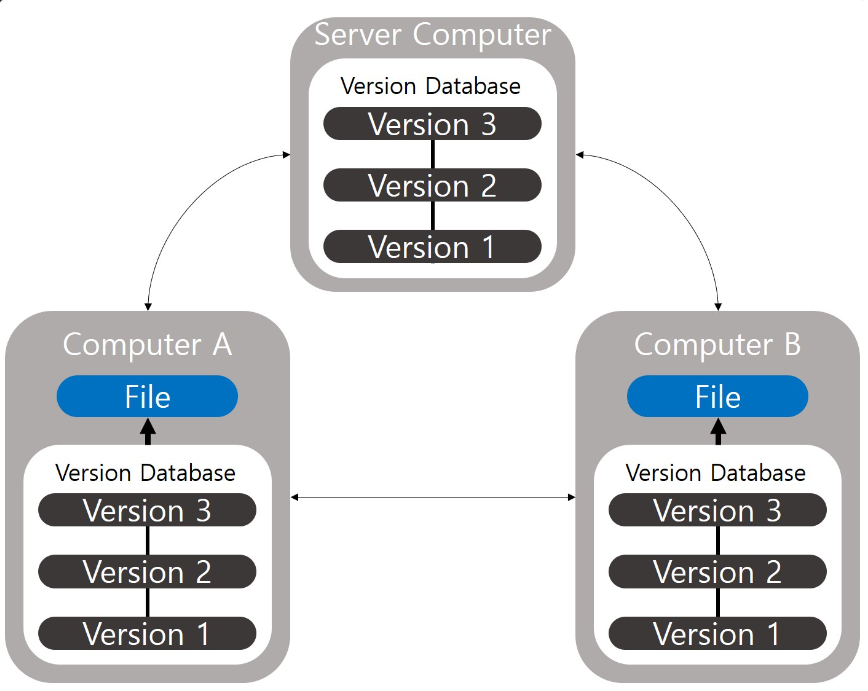 Server Computer
Version Database
Version 3
Version 2
Version 1
Computer A
File
Version Database
Version 3
Version 2
Version 1
Computer B
File
Version Database
Version 3
Version 2
Version 1